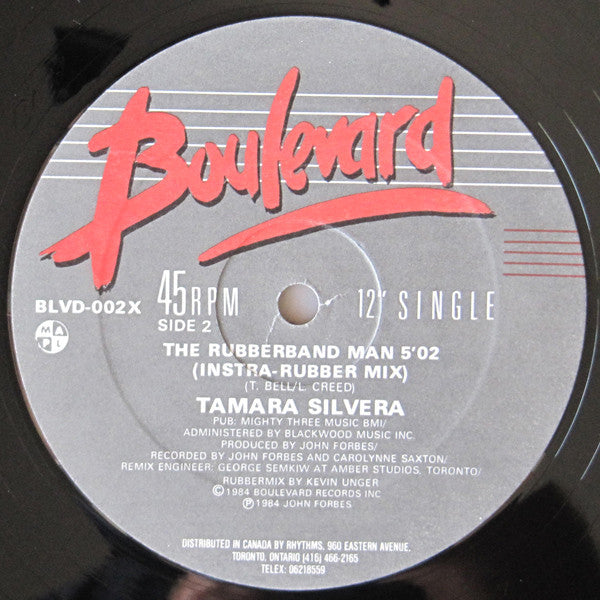 Boulevard
BLVD-002X
45 RPM
12" SINGLE
SIDE 2
MAPL
THE RUBBERBAND MAN 5'02
(INSTRA-RUBBER MIX)
(T. BELL/L. CREED)
TAMARA SILVERA
PUB: MIGHTY THREE MUSIC BMI/
ADMINISTERED BY BLACKWOOD MUSIC INC.
PRODUCED BY JOHN FORBES/
RECORDED BY JOHN FORBES AND CAROLYNNE SAXTON/
REMIX ENGINEER: GEORGE SEMKIW AT AMBER STUDIOS, TORONTO/
RUBBERMIX BY KEVIN UNGER
©1984 BOULEVARD RECORDS INC
℗1984 JOHN FORBES
DISTRIBUTED IN CANADA BY RHYTHMS, 960 EASTERN AVENUE,
TORONTO, ONTARIO (416) 466-2165
TELEX: 06218559